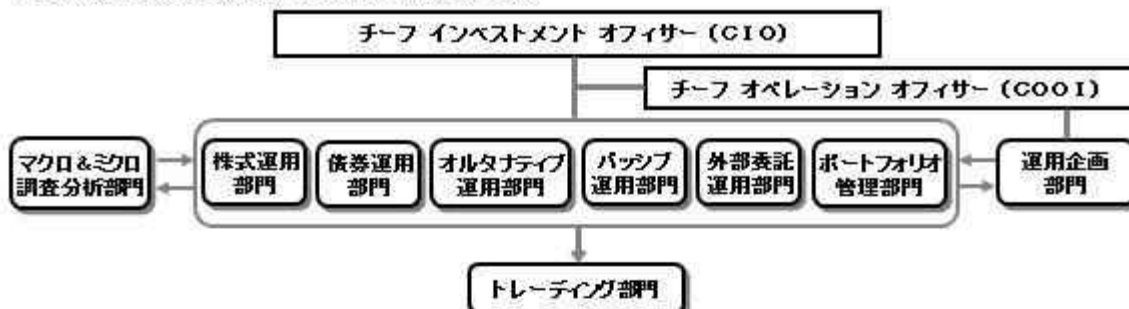 チーフ インベストメント オフィサー (CIO)
チーフ オペレーション オフィサー (COOI)
マクロ&ミクロ
調査分析部門
株式運用
部門
債券運用
部門
オルタナティブ
運用部門
パッシブ
運用部門
外部委託
運用部門
ポートフォリオ
管理部門
運用企画
部門
トレーディング部門